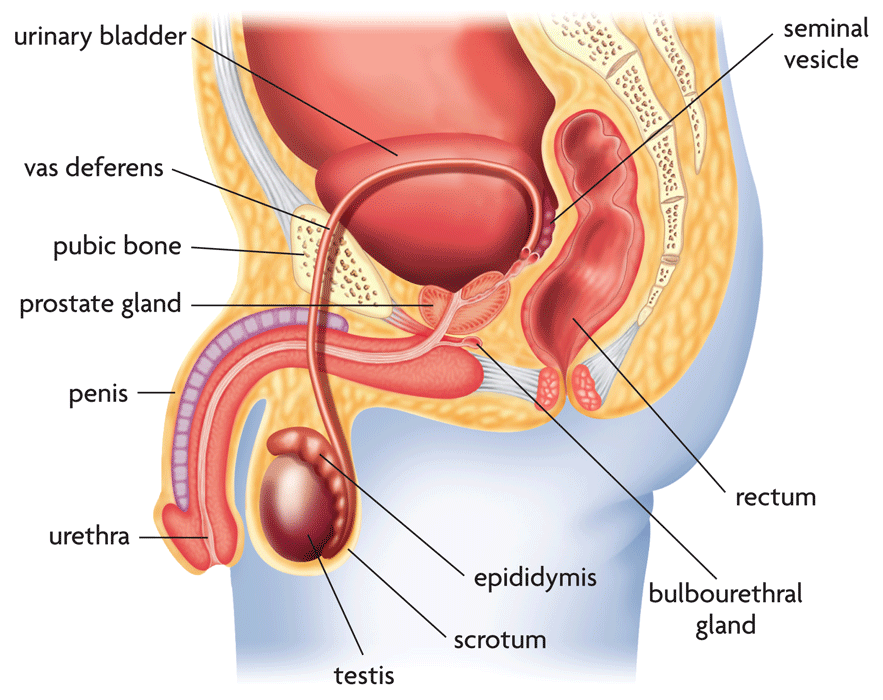 urinary bladder
seminal
vesicle
vas deferens
pubic bone
prostate gland
penis
urethra
rectum
epididymis
bulbourethral
gland
scrotum
testis